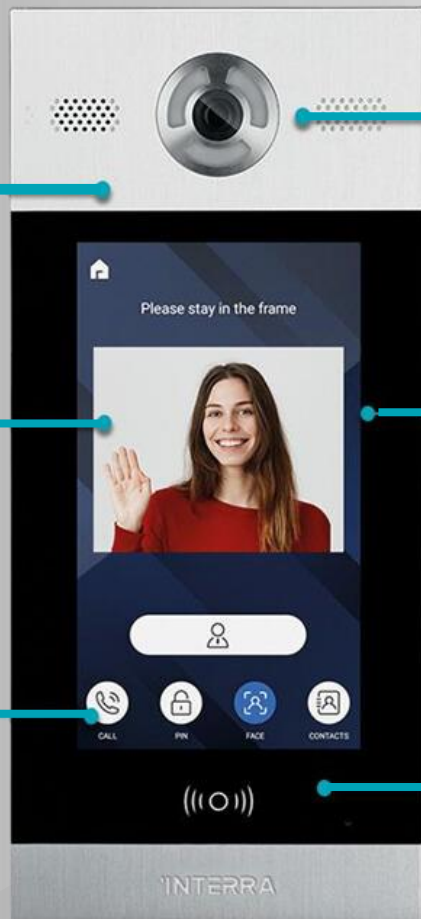 Please stay in the frame
CALL
PIN
FACE
CONTACTS
INTERRA